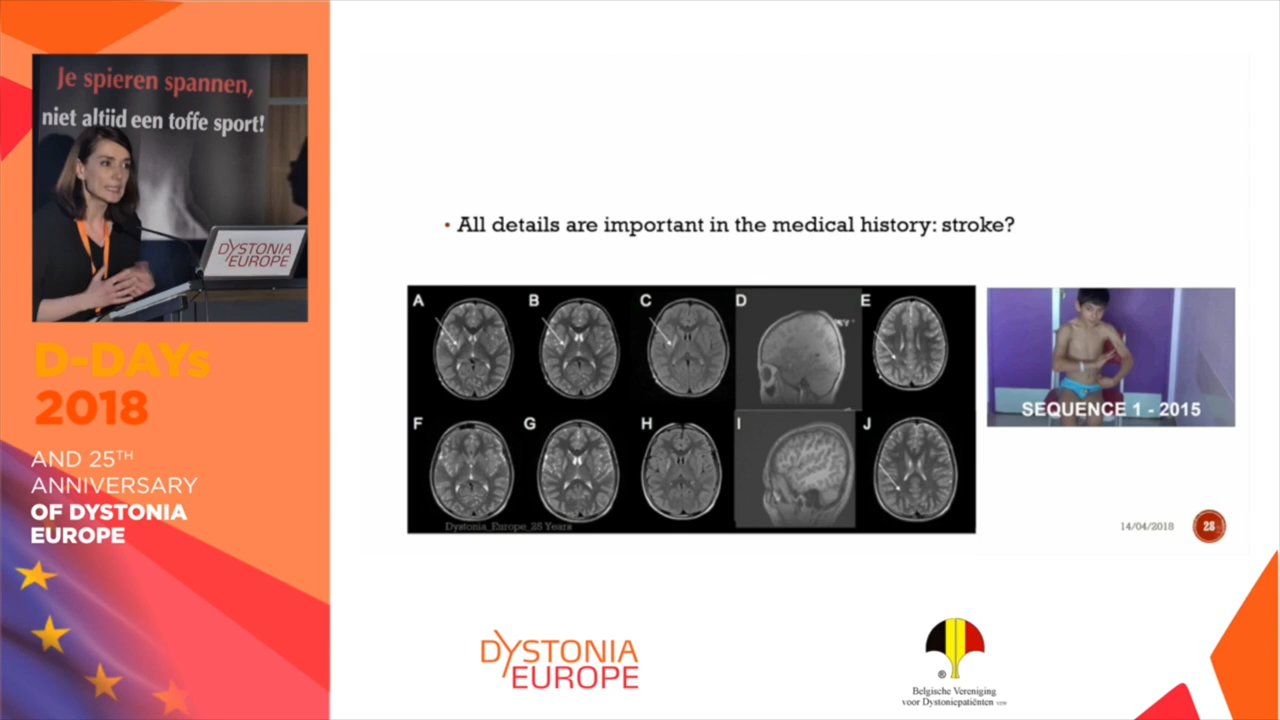 Je spieren spannen,
niet altijd een toffe sport!
DYSTONIA
EUROPE
D-DAYs
2018
AND 25TH
ANNIVERSARY
OF DYSTONIA
EUROPE
• All details are important in the medical history: stroke?
A B C D E
F G H I J
Dystonia_Europe_25 Years
SEQUENCE 1 - 2015
14/04/2018 28
DYSTONIA
EUROPE
®
Belgische Vereniging
voor Dystoniepatiënten vzw